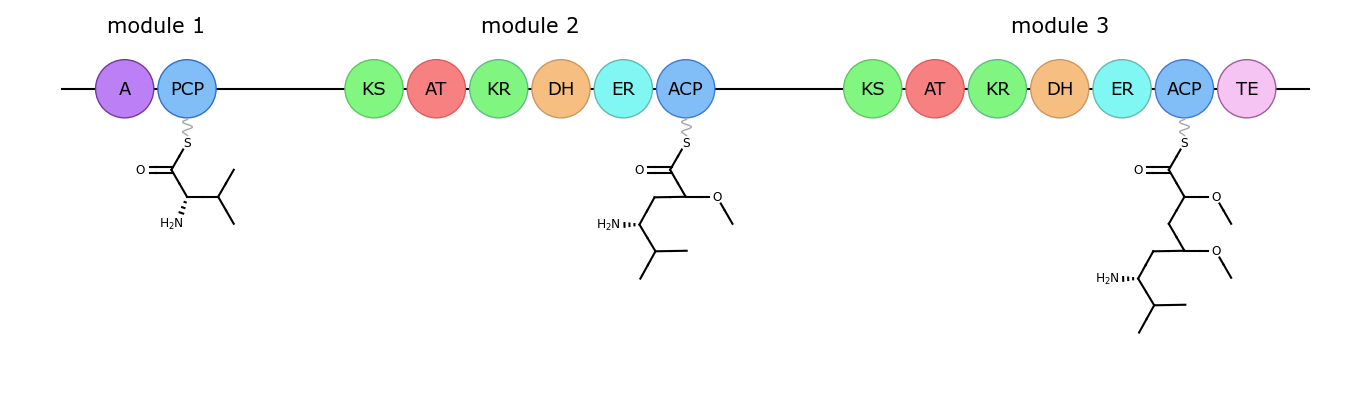 module 1 module 2 module 3
A PCP KS AT KR DH ER ACP KS AT KR DH ER ACP TE
S S S
O O O
H₂N H₂N O O
O
H₂N